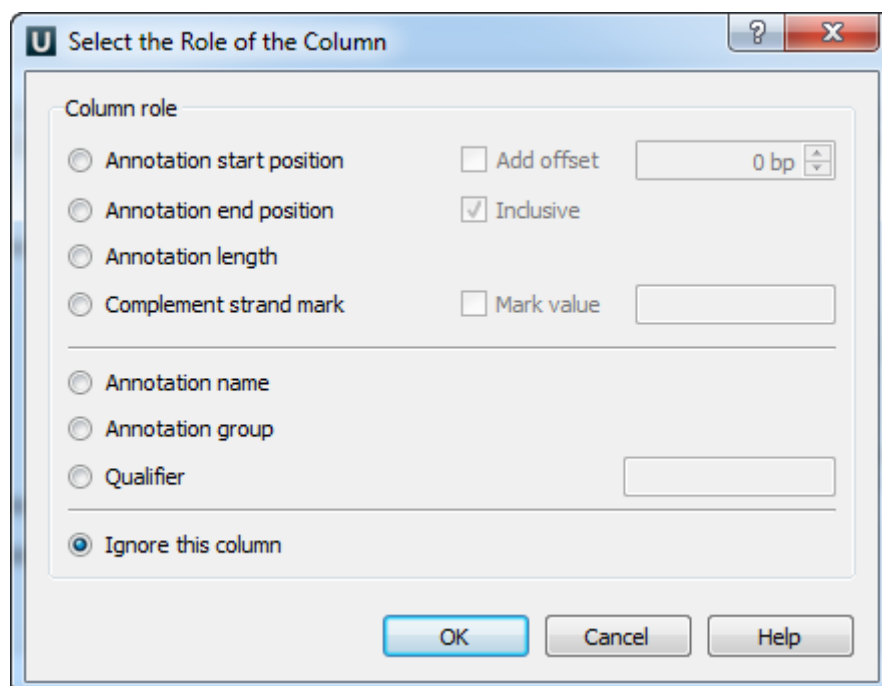 U Select the Role of the Column ?
Column role
Annotation start position Add offset 0 bp
Annotation end position Inclusive
Annotation length
Complement strand mark Mark value
Annotation name
Annotation group
Qualifier
Ignore this column
OK Cancel Help